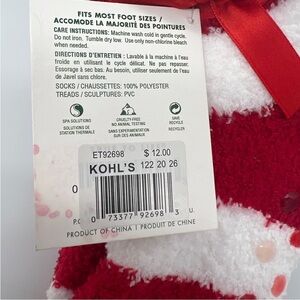 FITS MOST FOOT SIZES /
ACCOMODE LA MAJORITÉ DES POINTURES
CARE INSTRUCTIONS: Machine wash cold in gentle cycle.
Do not iron. Tumble dry low. Use only non-chlorine bleach
when needed.
DIRECTIONS D'ENTRETIEN : Lavable à la machine à l'eau
froide en utilisant le cycle délicat. Ne pas repasser.
Essorage à sec bas. Au besoin, utiliser seulement de l'eau
de Javel sans chlore.
SOCKS / CHAUSSETTES: 100% POLYESTER
TREADS / SCULPTURES: PVC
SPA SOLUTIONS
SOLUTIONS DE
STATION THERMALE
CRUELTY-FREE
NO ANIMAL TESTING
SANS EXPERIMENTATION
SUR DES ANIMAUX
SAVE
RECYCLE
SAUVER
RECYCLER
ET92698 $ 12.00
KOHL'S 122 20 26
0 73377 92698 3
PRODUCT OF CHINA | PRODUIT DE CHINE